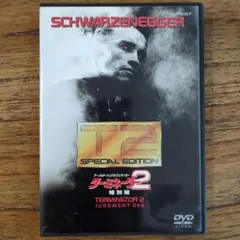 SCHWARZENEGGER
T2
SPECIAL EDITION
ターミネーター2
特別編
TERMINATOR 2
JUDGMENT DAY
DVD
VIDEO